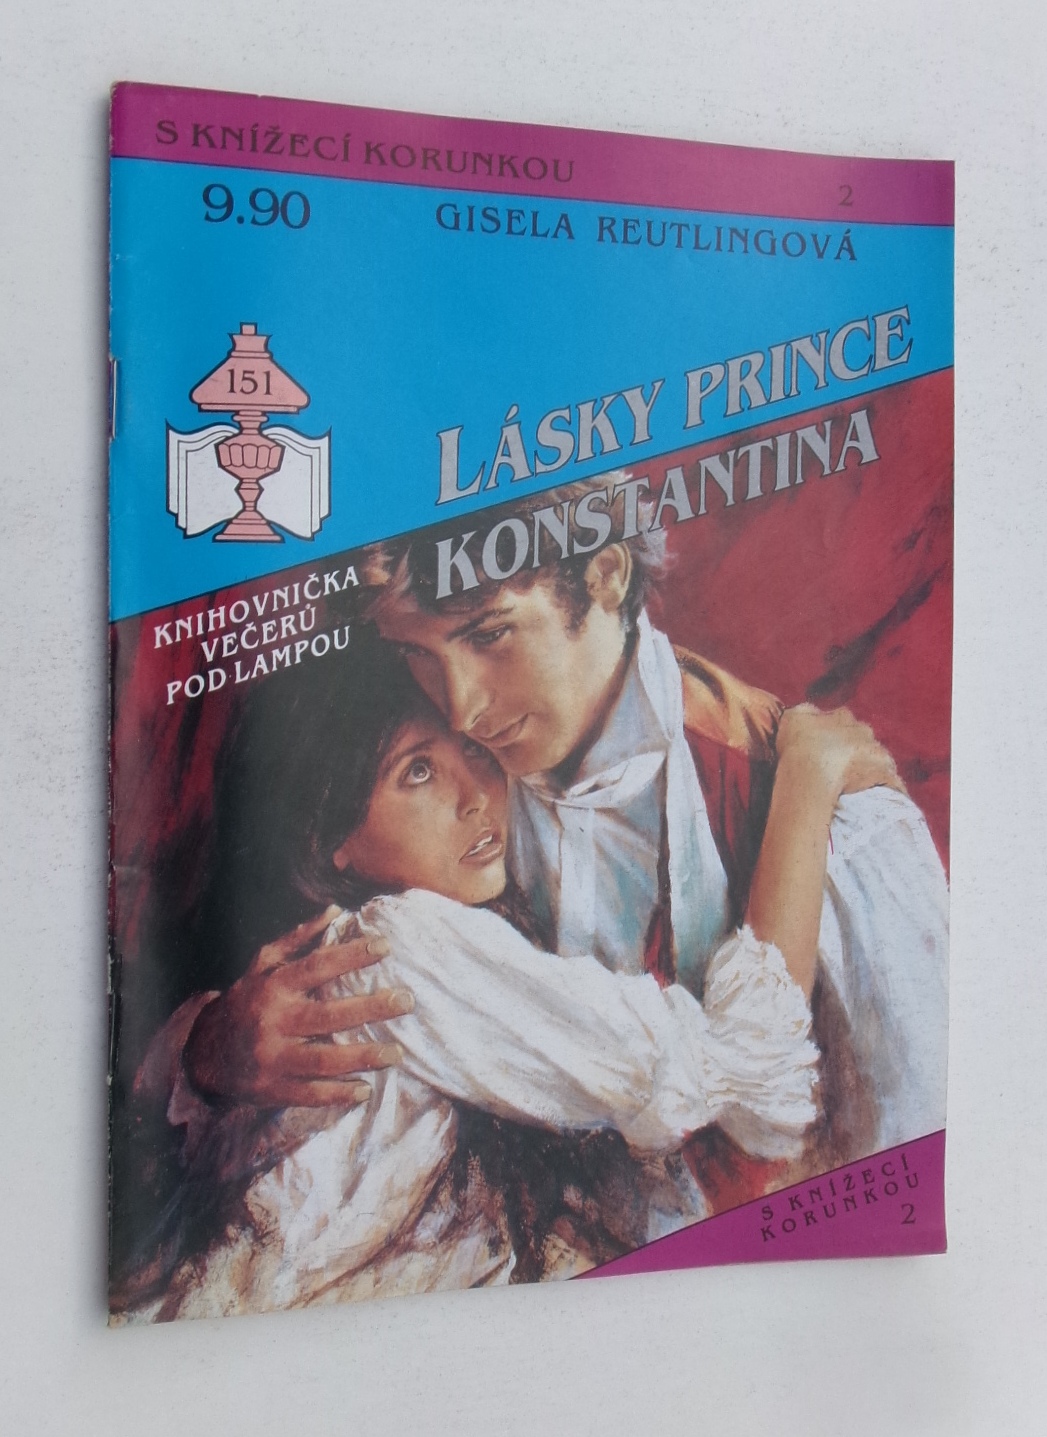 S KNÍŽECÍ KORUNKOU 2
9.90
GISELA REUTLINGOVÁ
151
LÁSKY PRINCE
KONSTANTINA
KNIHOVNIČKA
VEČERŮ
POD LAMPOU
S KNÍŽECÍ
KORUNKOU
2